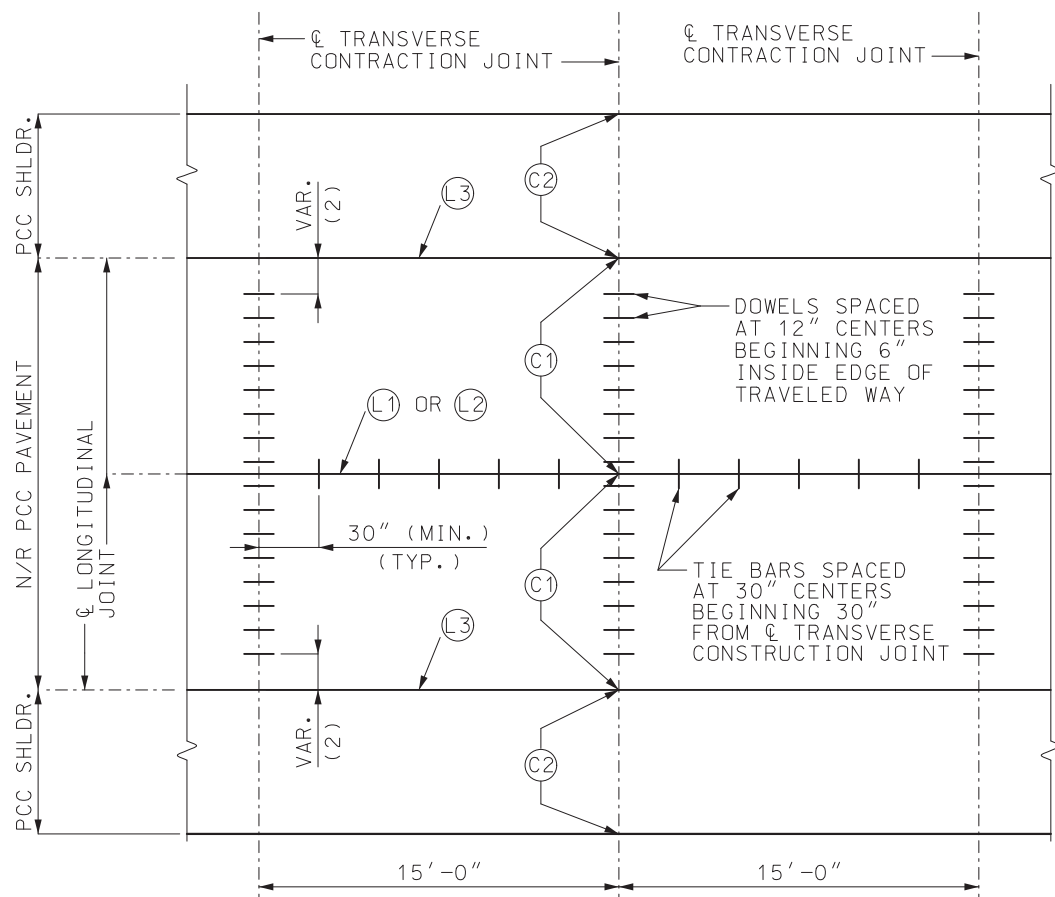 ℄ TRANSVERSE
CONTRACTION JOINT
℄ TRANSVERSE
CONTRACTION JOINT
PCC SHLDR.
C2
VAR.
(2)
L3
DOWELS SPACED
AT 12" CENTERS
BEGINNING 6"
INSIDE EDGE OF
TRAVELED WAY
C1
N/R PCC PAVEMENT
℄ LONGITUDINAL
JOINT
L1 OR L2
30" (MIN.)
(TYP.)
C1
TIE BARS SPACED
AT 30" CENTERS
BEGINNING 30"
FROM ℄ TRANSVERSE
CONSTRUCTION JOINT
L3
VAR.
(2)
PCC SHLDR.
C2
15'-0"
15'-0"